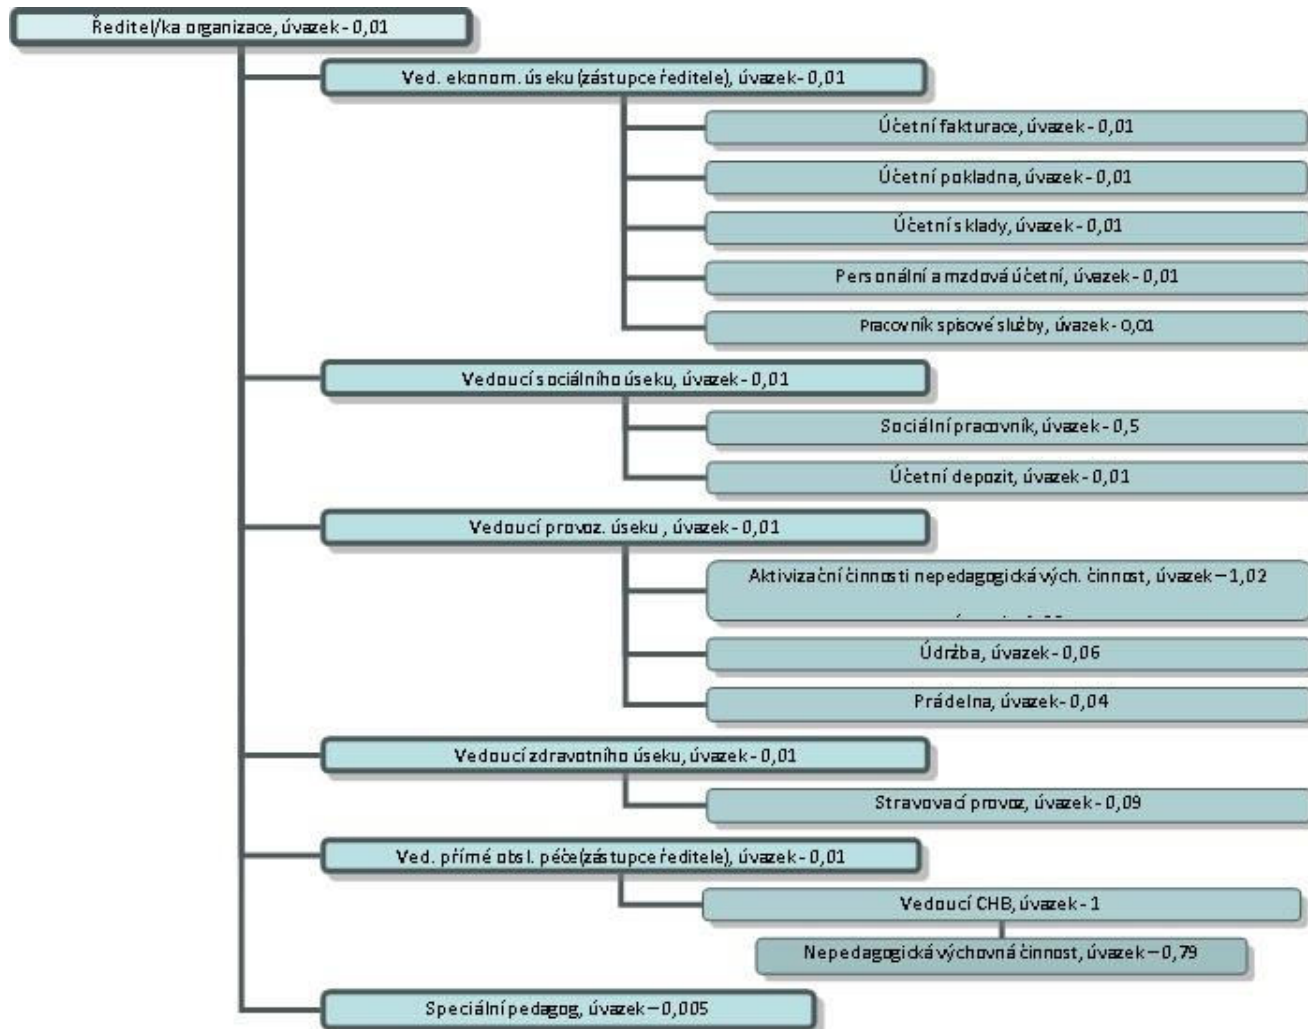 Ředitel/ka organizace, úvazek - 0,01
Ved. ekonom. úseku (zástupce ředitele), úvazek - 0,01
Účetní fakturace, úvazek - 0,01
Účetní pokladna, úvazek - 0,01
Účetní sklady, úvazek - 0,01
Personální a mzdová účetní, úvazek - 0,01
Pracovník spisové služby, úvazek - 0,01
Vedoucí sociálního úseku, úvazek - 0,01
Sociální pracovník, úvazek - 0,5
Účetní depozit, úvazek - 0,01
Vedoucí provoz. úseku , úvazek - 0,01
Aktivizační činnosti nepedagogická vých. činnost, úvazek – 1,02
Údržba, úvazek - 0,06
Prádelna, úvazek - 0,04
Vedoucí zdravotního úseku, úvazek - 0,01
Stravovací provoz, úvazek - 0,09
Ved. přímé obsl. péče (zástupce ředitele), úvazek - 0,01
Vedoucí CHB, úvazek - 1
Nepedagogická výchovná činnost, úvazek – 0,79
Speciální pedagog, úvazek – 0,005